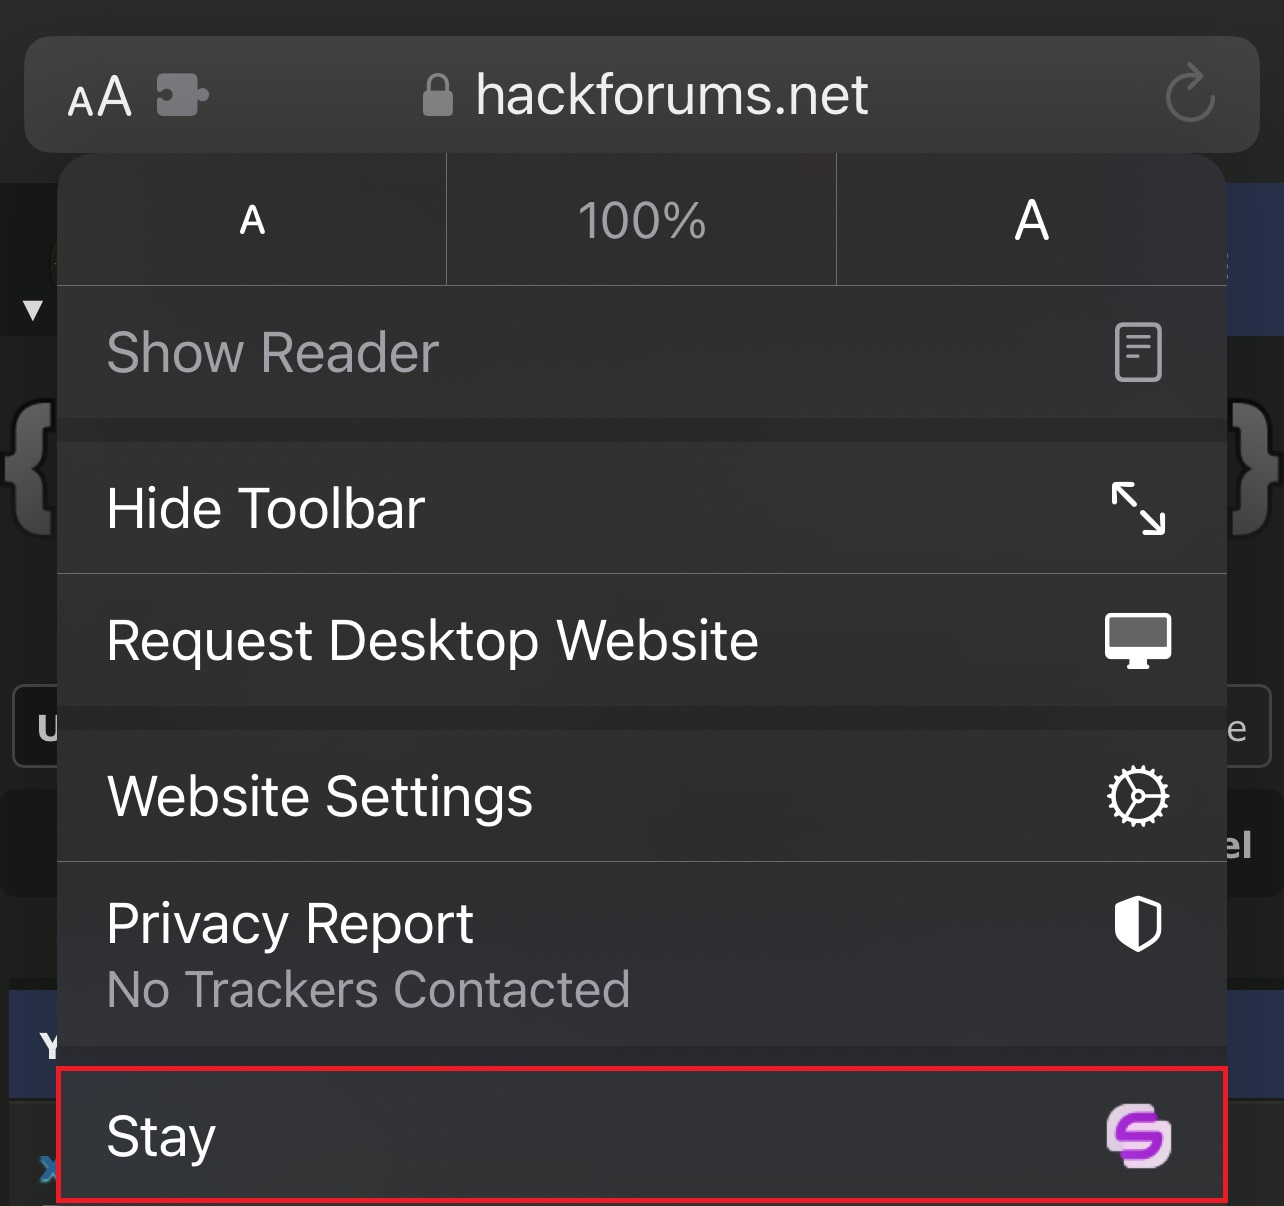 AA hackforums.net
A 100% A
Show Reader
Hide Toolbar
Request Desktop Website
U
e
Website Settings
el
Privacy Report
No Trackers Contacted
Y
Stay